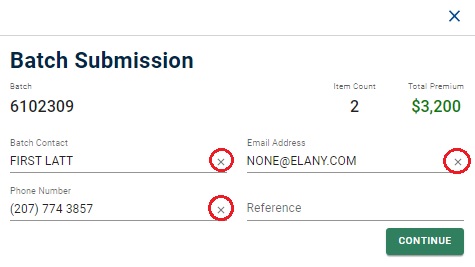 Batch Submission
Batch Item Count Total Premium
6102309 2 $3,200
Batch Contact Email Address
FIRST LATT NONE@ELANY.COM
Phone Number
(207) 774 3857 Reference
CONTINUE